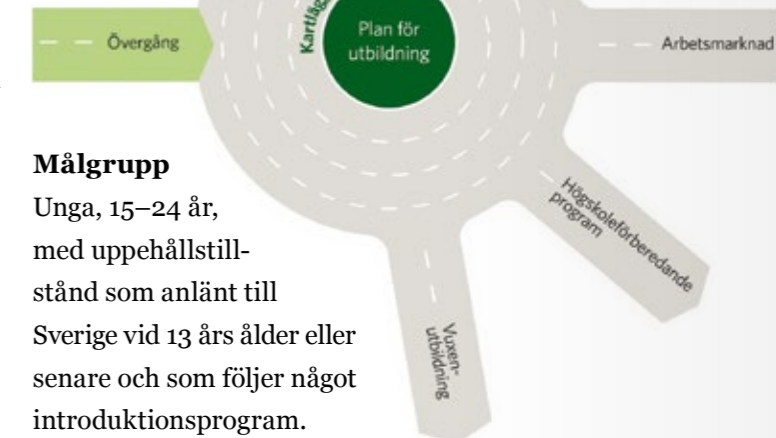 Kartläg
Plan för
utbildning
Övergång
Arbetsmarknad
Högskoleförberedande
program
Vuxen-
utbildning
Målgrupp
Unga, 15–24 år,
med uppehållstill-
stånd som anlänt till
Sverige vid 13 års ålder eller
senare och som följer något
introduktionsprogram.